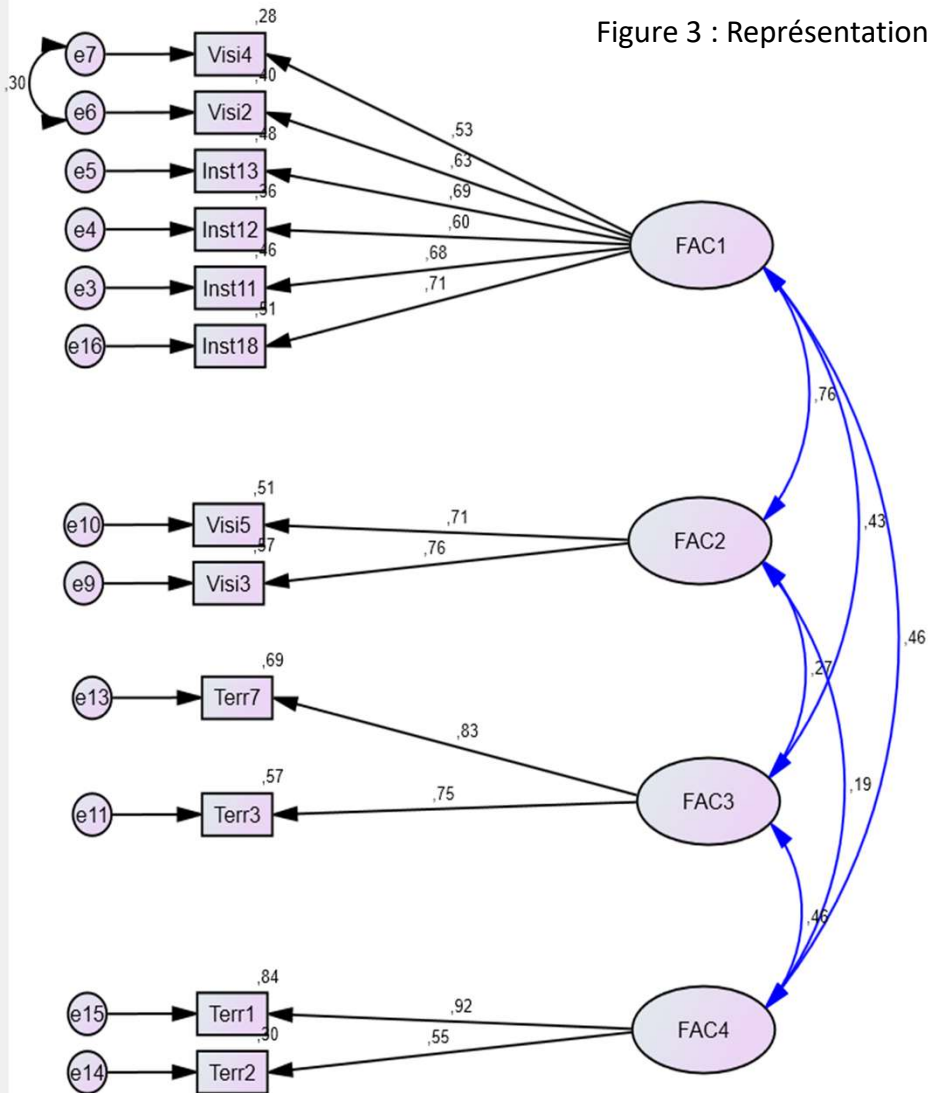 Figure 3 : Représentation
,28
e7
Visi4
,30
,40
e6
Visi2
,53
,48
,63
e5
Inst13
,69
,36
e4
Inst12
,60
FAC1
,46
e3
Inst11
,68
,51
,71
e16
Inst18
,76
,51
e10
Visi5
,71
,43
FAC2
,57
,76
e9
Visi3
,46
,69
,27
e13
Terr7
,83
,57
,19
e11
Terr3
,75
FAC3
,46
,84
e15
Terr1
,92
FAC4
,30
,55
e14
Terr2